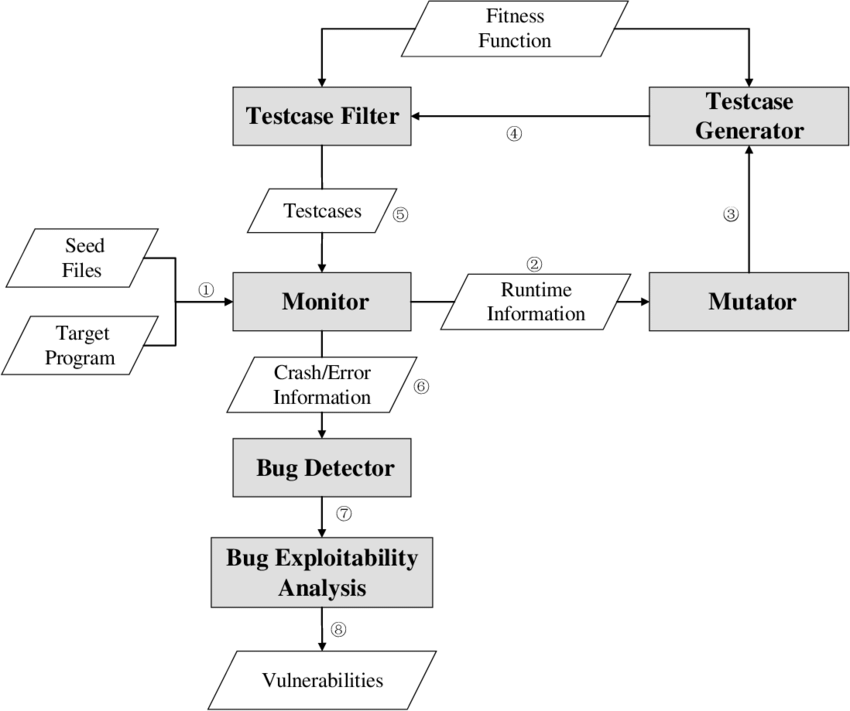 Fitness
Function
Testcase Filter
Testcase
Generator
④
Testcases
⑤
③
Seed
Files
①
Monitor
②
Runtime
Information
Mutator
Target
Program
Crash/Error
Information
⑥
Bug Detector
⑦
Bug Exploitability
Analysis
⑧
Vulnerabilities